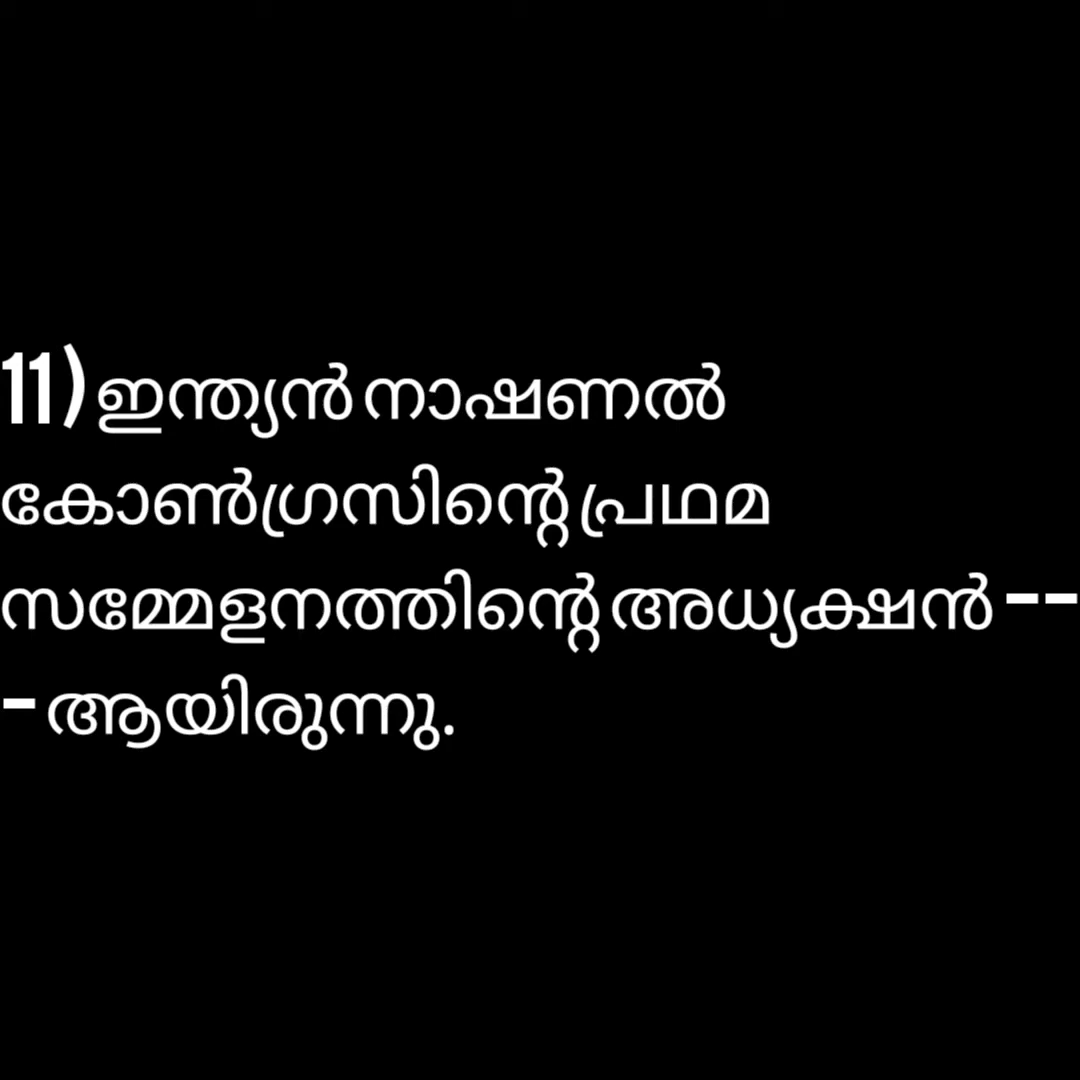 11) ഇന്ത്യൻ നാഷണൽ
കോൺഗ്രസിന്റെ പ്രഥമ
സമ്മേളനത്തിന്റെ അധ്യക്ഷൻ --
- ആയിരുന്നു.